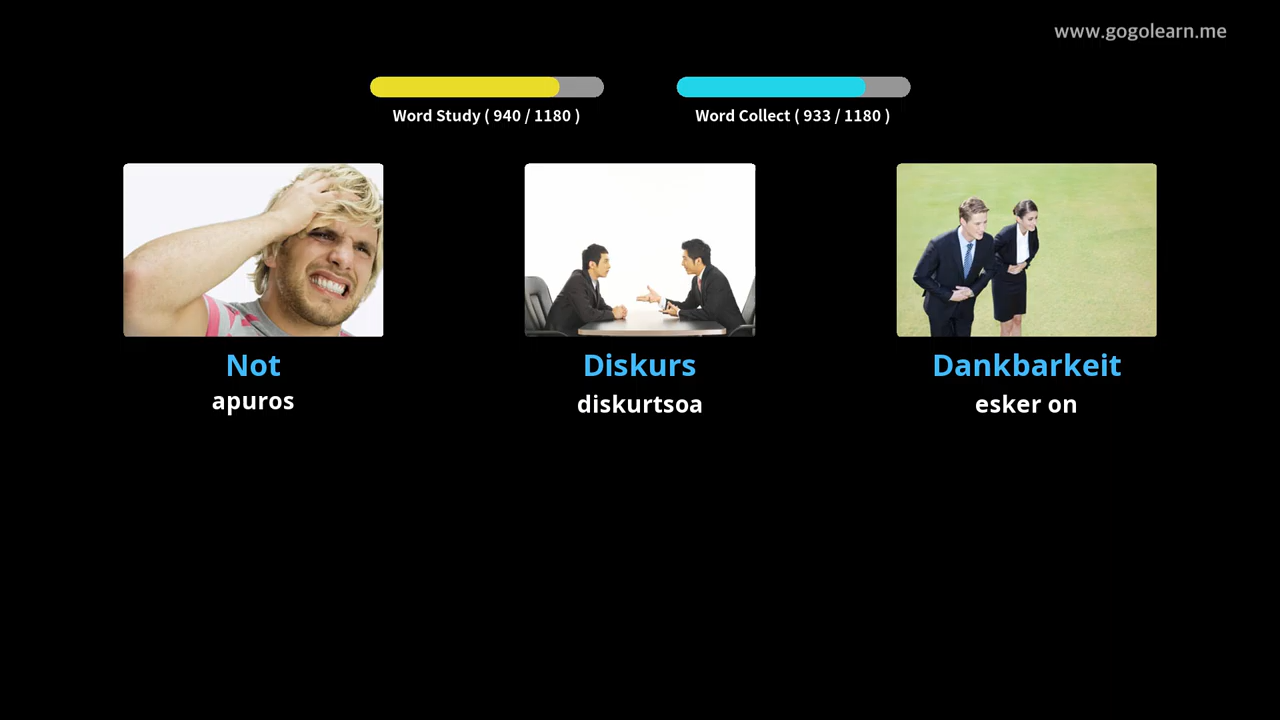 www.gogolearn.me
Word Study ( 940 / 1180 )
Word Collect ( 933 / 1180 )
Not
apuros
Diskurs
diskurtsoa
Dankbarkeit
esker on